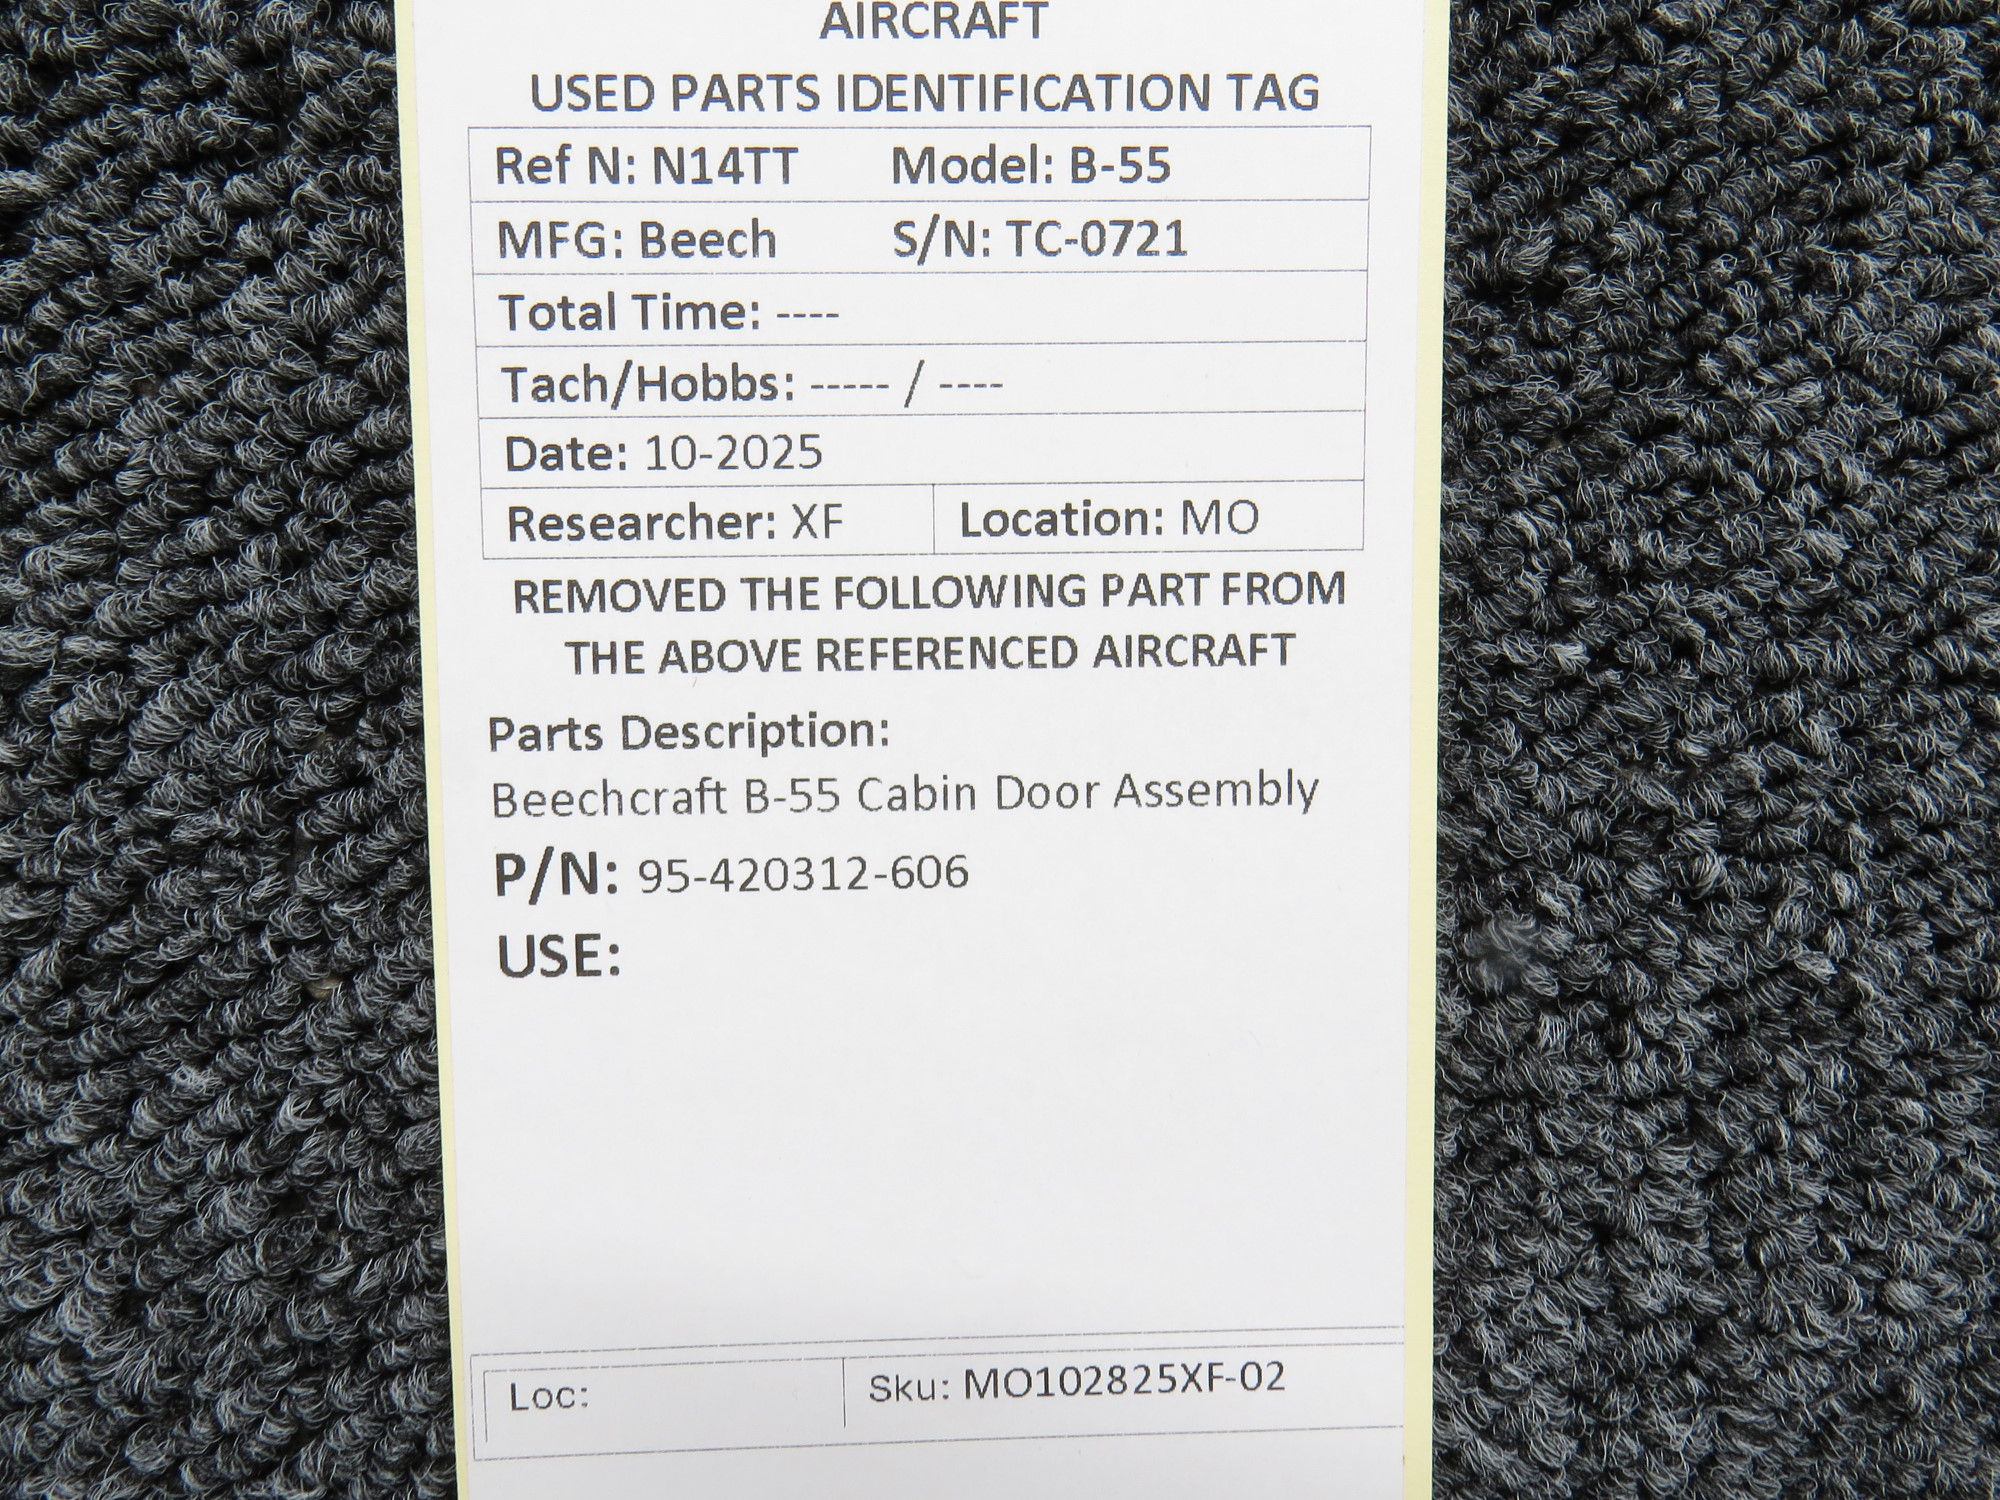 AIRCRAFT
USED PARTS IDENTIFICATION TAG
Ref N: N14TT Model: B-55
MFG: Beech S/N: TC-0721
Total Time: ----
Tach/Hobbs: ----- / ----
Date: 10-2025
Researcher: XF Location: MO
REMOVED THE FOLLOWING PART FROM
THE ABOVE REFERENCED AIRCRAFT
Parts Description:
Beechcraft B-55 Cabin Door Assembly
P/N: 95-420312-606
USE:
Loc: Sku: MO102825XF-02